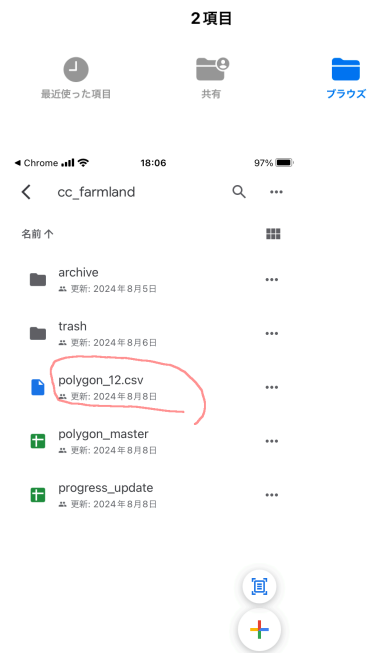 2項目
最近使った項目
共有
ブラウズ
Chrome 18:06 97%
cc_farmland
名前
archive
更新: 2024年8月5日
trash
更新: 2024年8月6日
polygon_12.csv
更新: 2024年8月8日
polygon_master
更新: 2024年8月8日
progress_update
更新: 2024年8月8日